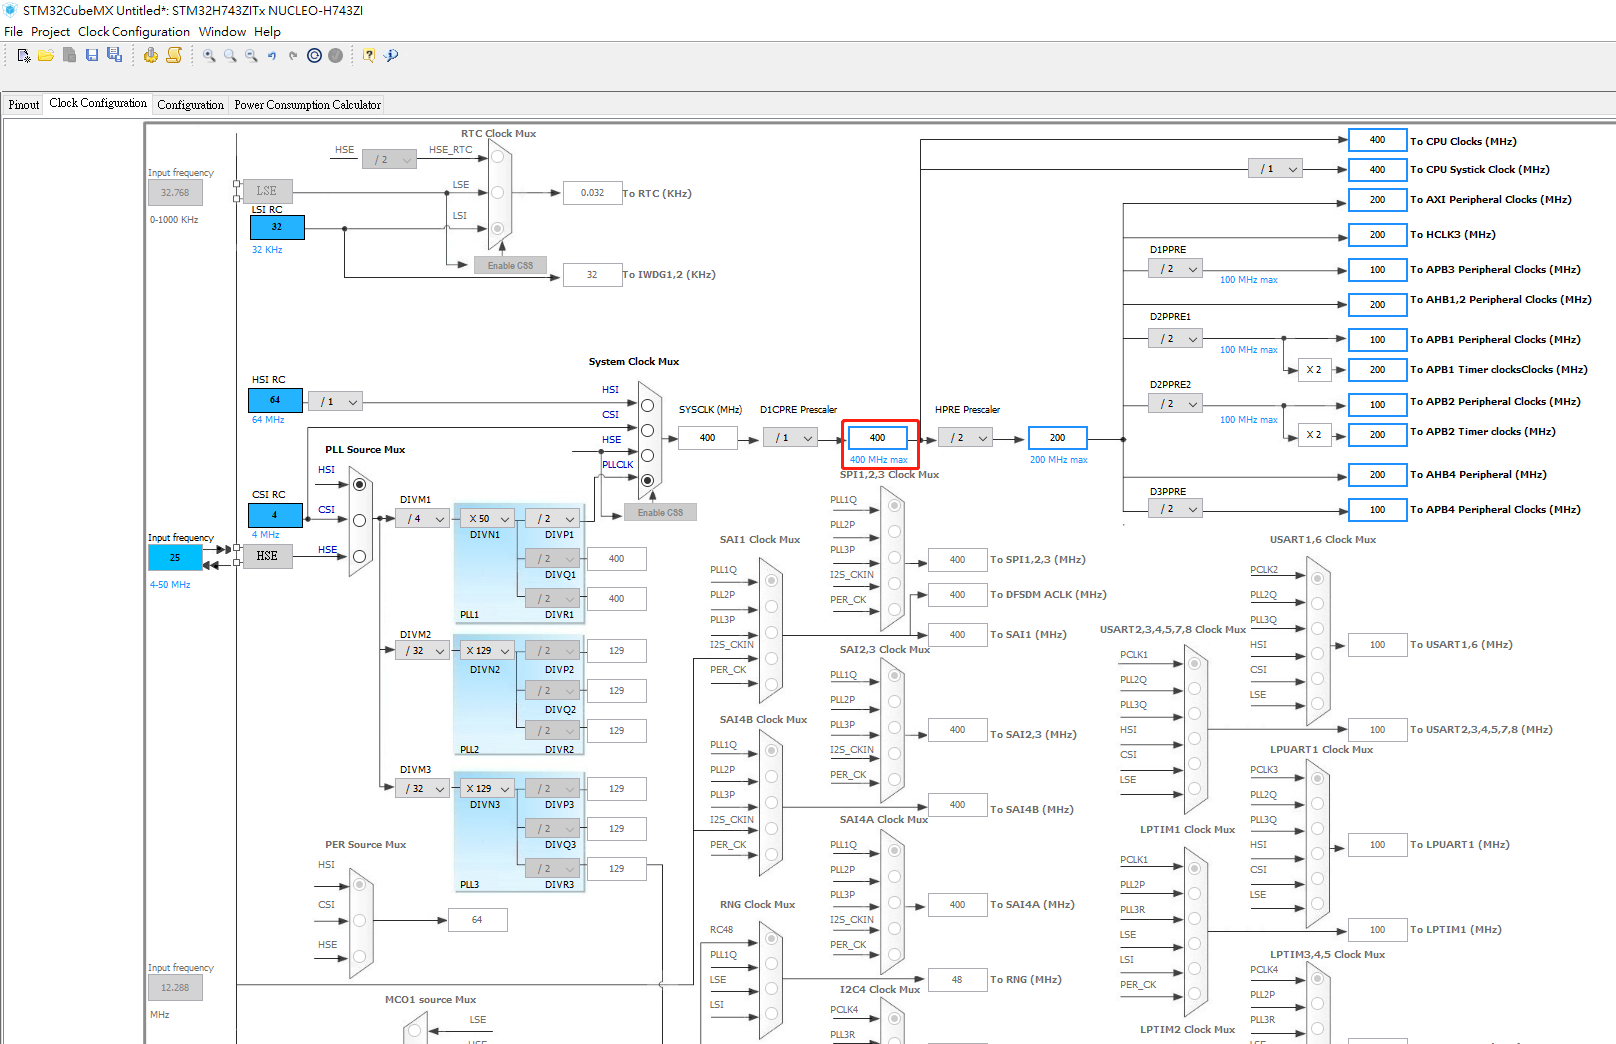 STM32CubeMX Untitled*: STM32H743ZITx NUCLEO-H743ZI
File Project Clock Configuration Window Help
Pinout Clock Configuration Configuration Power Consumption Calculator
RTC Clock Mux
HSE / 2 HSE_RTC
Input frequency
32.768
0-1000 KHz
LSE
LSE
0.032 To RTC (KHz)
LSI RC
32
32 KHz
LSI
Enable CSS
32 To IWDG1,2 (KHz)
400 To CPU Clocks (MHz)
/ 1 400 To CPU Systick Clock (MHz)
200 To AXI Peripheral Clocks (MHz)
200 To HCLK3 (MHz)
D1PPRE
/ 2 100 MHz max 100 To APB3 Peripheral Clocks (MHz)
200 To AHB1,2 Peripheral Clocks (MHz)
D2PPRE1
/ 2 100 MHz max 100 To APB1 Peripheral Clocks (MHz)
X 2 200 To APB1 Timer clocksClocks (MHz)
D2PPRE2
/ 2 100 MHz max 100 To APB2 Peripheral Clocks (MHz)
X 2 200 To APB2 Timer clocks (MHz)
200 To AHB4 Peripheral (MHz)
D3PPRE
/ 2 100 To APB4 Peripheral Clocks (MHz)
System Clock Mux
HSI RC
64
64 MHz
/ 1
HSI
CSI
HSE
PLLCLK
Enable CSS
SYSCLK (MHz)
400
D1CPRE Prescaler
/ 1
400
400 MHz max
HPRE Prescaler
/ 2
200
200 MHz max
PLL Source Mux
HSI
CSI
HSE
CSI RC
4
4 MHz
Input frequency
25
4-50 MHz
HSE
DIVM1
/ 4
X 50
DIVN1
/ 2
DIVP1
/ 2 400
DIVQ1
/ 2 400
PLL1 DIVR1
DIVM2
/ 32
X 129
DIVN2
/ 2 129
DIVP2
/ 2 129
DIVQ2
/ 2 129
PLL2 DIVR2
DIVM3
/ 32
X 129
DIVN3
/ 2 129
DIVP3
/ 2 129
DIVQ3
/ 2 129
PLL3 DIVR3
PER Source Mux
HSI
CSI
HSE
64
Input frequency
12.288
MHz
MCO1 source Mux
LSE
SPI1,2,3 Clock Mux
PLL1Q
PLL2P
PLL3P
I2S_CKIN
PER_CK
400 To SPI1,2,3 (MHz)
SAI1 Clock Mux
PLL1Q
PLL2P
PLL3P
I2S_CKIN
PER_CK
400 To DFSDM ACLK (MHz)
400 To SAI1 (MHz)
SAI2,3 Clock Mux
PLL1Q
PLL2P
PLL3P
I2S_CKIN
PER_CK
400 To SAI2,3 (MHz)
SAI4B Clock Mux
PLL1Q
PLL2P
PLL3P
I2S_CKIN
PER_CK
400 To SAI4B (MHz)
SAI4A Clock Mux
PLL1Q
PLL2P
PLL3P
I2S_CKIN
PER_CK
400 To SAI4A (MHz)
RNG Clock Mux
RC48
PLL1Q
LSE
LSI
48 To RNG (MHz)
I2C4 Clock Mux
PCLK4
PLL3R
USART1,6 Clock Mux
PCLK2
PLL2Q
PLL3Q
HSI
CSI
LSE
100 To USART1,6 (MHz)
USART2,3,4,5,7,8 Clock Mux
PCLK1
PLL2Q
PLL3Q
HSI
CSI
LSE
100 To USART2,3,4,5,7,8 (MHz)
LPUART1 Clock Mux
PCLK3
PLL2Q
PLL3Q
HSI
CSI
LSE
100 To LPUART1 (MHz)
LPTIM1 Clock Mux
PCLK1
PLL2P
PLL3R
LSE
LSI
PER_CK
100 To LPTIM1 (MHz)
LPTIM3,4,5 Clock Mux
PCLK4
PLL2P
PLL3R
LSE
LPTIM2 Clock Mux